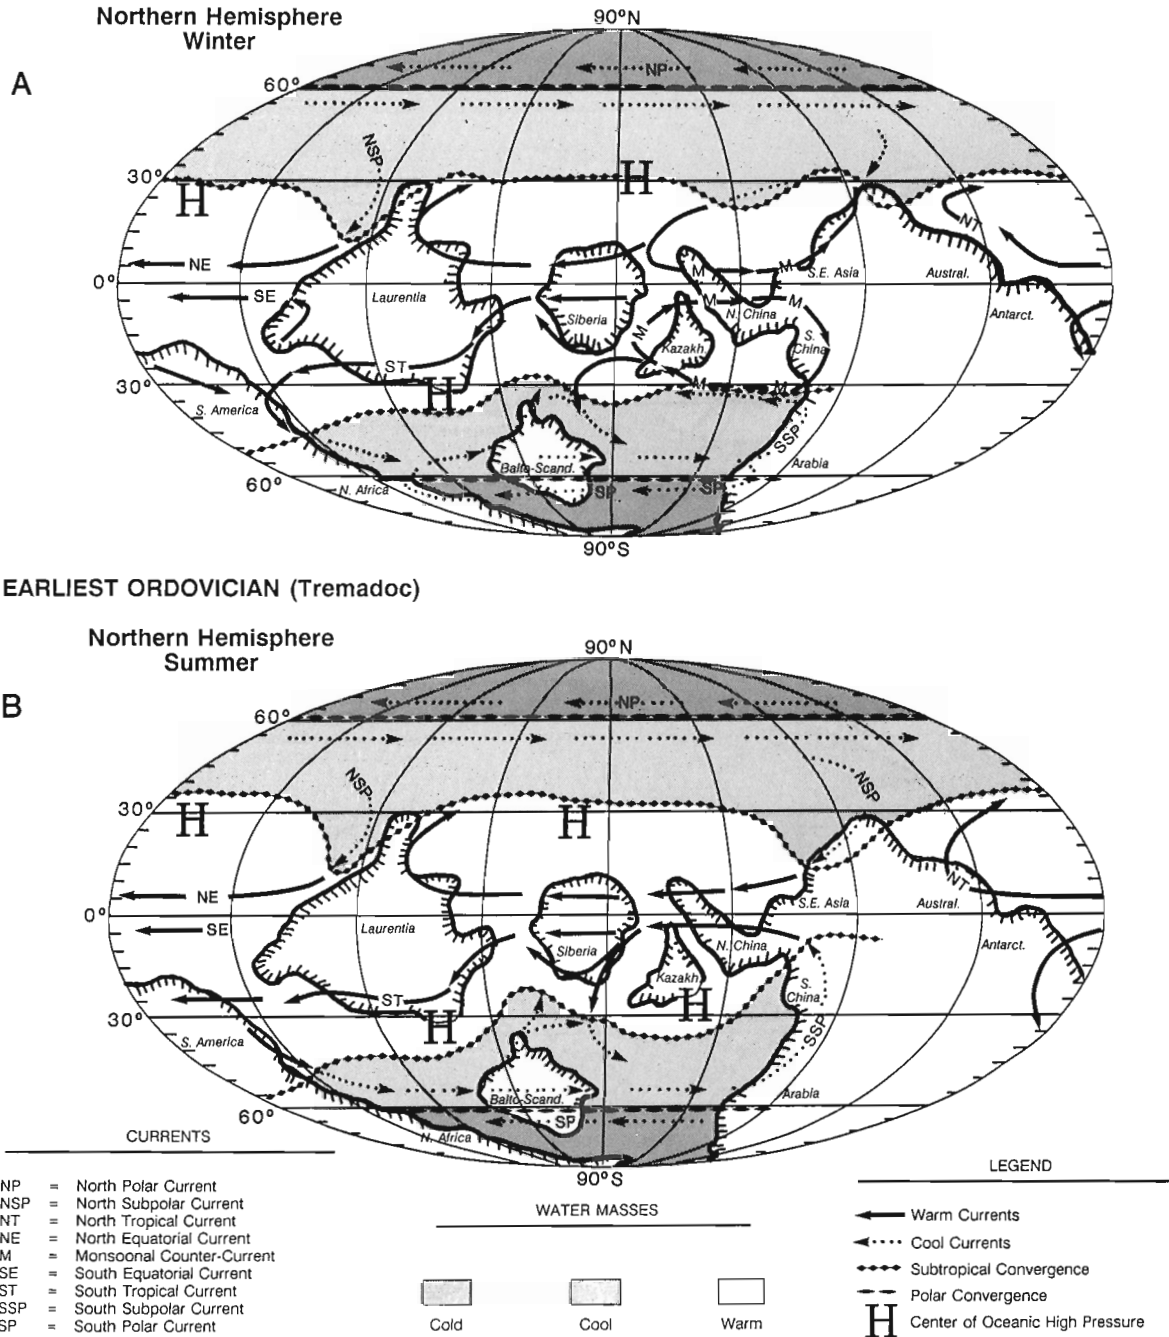 Northern Hemisphere
Winter
A
90°N
NP
60°
NSP
30°
H
H
NT
NE
M
M
S.E. Asia
Austral.
0°
SE
Laurentia
Siberia
M
M
N. China
Antarct.
M
Kazakh.
S.
China
ST
30°
H
M
M
S. America
SSP
Balto-Scand.
Arabia
60°
N. Africa
SP
SP
90°S
EARLIEST ORDOVICIAN (Tremadoc)
Northern Hemisphere
Summer
B
90°N
NP
60°
NSP
NSP
30°
H
H
NT
NE
S.E. Asia
Austral.
0°
SE
Laurentia
Siberia
N. China
Antarct.
Kazakh.
S.
China
ST
H
30°
H
S. America
SSP
Balto-Scand.
Arabia
60°
SP
N. Africa
90°S
CURRENTS
NP = North Polar Current
NSP = North Subpolar Current
NT = North Tropical Current
NE = North Equatorial Current
M = Monsoonal Counter-Current
SE = South Equatorial Current
ST = South Tropical Current
SSP = South Subpolar Current
SP = South Polar Current
WATER MASSES
Cold Cool Warm
LEGEND
Warm Currents
Cool Currents
Subtropical Convergence
Polar Convergence
H Center of Oceanic High Pressure